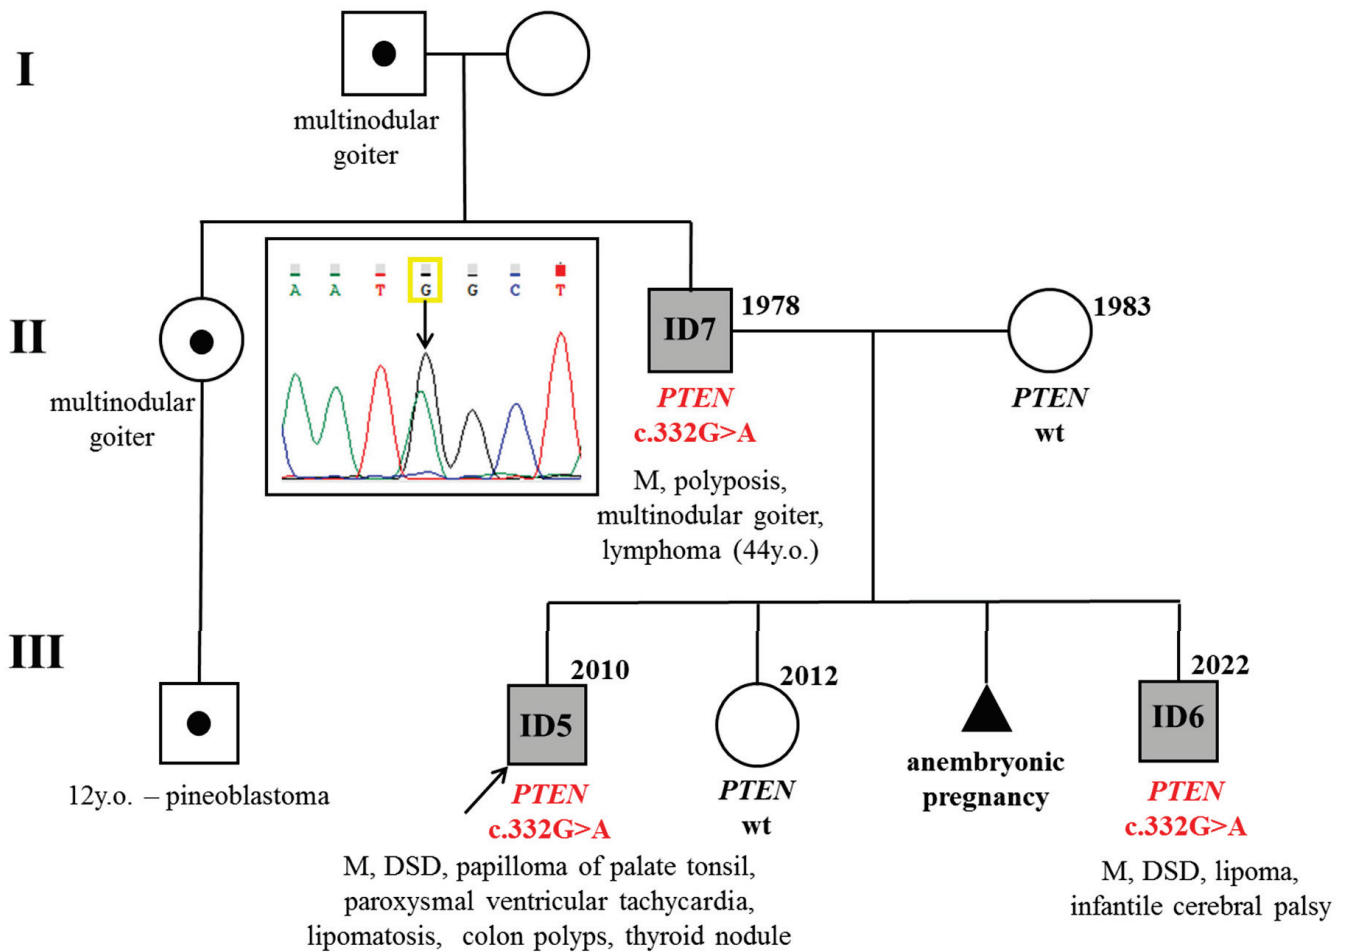 I
multinodular
goiter
II
multinodular
goiter
A A T G G C T
ID7
1978
PTEN
c.332G>A
M, polyposis,
multinodular goiter,
lymphoma (44y.o.)
1983
PTEN
wt
III
12y.o. – pineoblastoma
2010
ID5
PTEN
c.332G>A
M, DSD, papilloma of palate tonsil,
paroxysmal ventricular tachycardia,
lipomatosis, colon polyps, thyroid nodule
2012
PTEN
wt
anembryonic
pregnancy
2022
ID6
PTEN
c.332G>A
M, DSD, lipoma,
infantile cerebral palsy